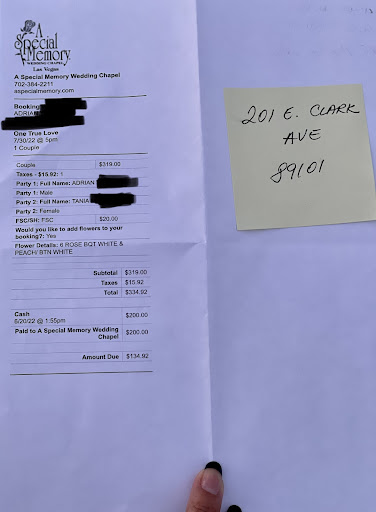 A
Special
Memory
WEDDING CHAPEL
Las Vegas
A Special Memory Wedding Chapel
702-384-2211
aspecialmemory.com
Booking
ADRIA
One True Love
7/30/22 @ 5pm
1 Couple
Couple $319.00
Taxes - $15.92: 1
Party 1: Full Name: ADRIAN
Party 1: Male
Party 2: Full Name: TANIA
Party 2: Female
FSC/SH: FSC $20.00
Would you like to add flowers to your
booking?: Yes
Flower Details: 6 ROSE BQT WHITE &
PEACH/ BTN WHITE
Subtotal $319.00
Taxes $15.92
Total $334.92
Cash $200.00
6/20/22 @ 1:55pm
Paid to A Special Memory Wedding $200.00
Chapel
Amount Due $134.92
201 E. CLARK
AVE
89101